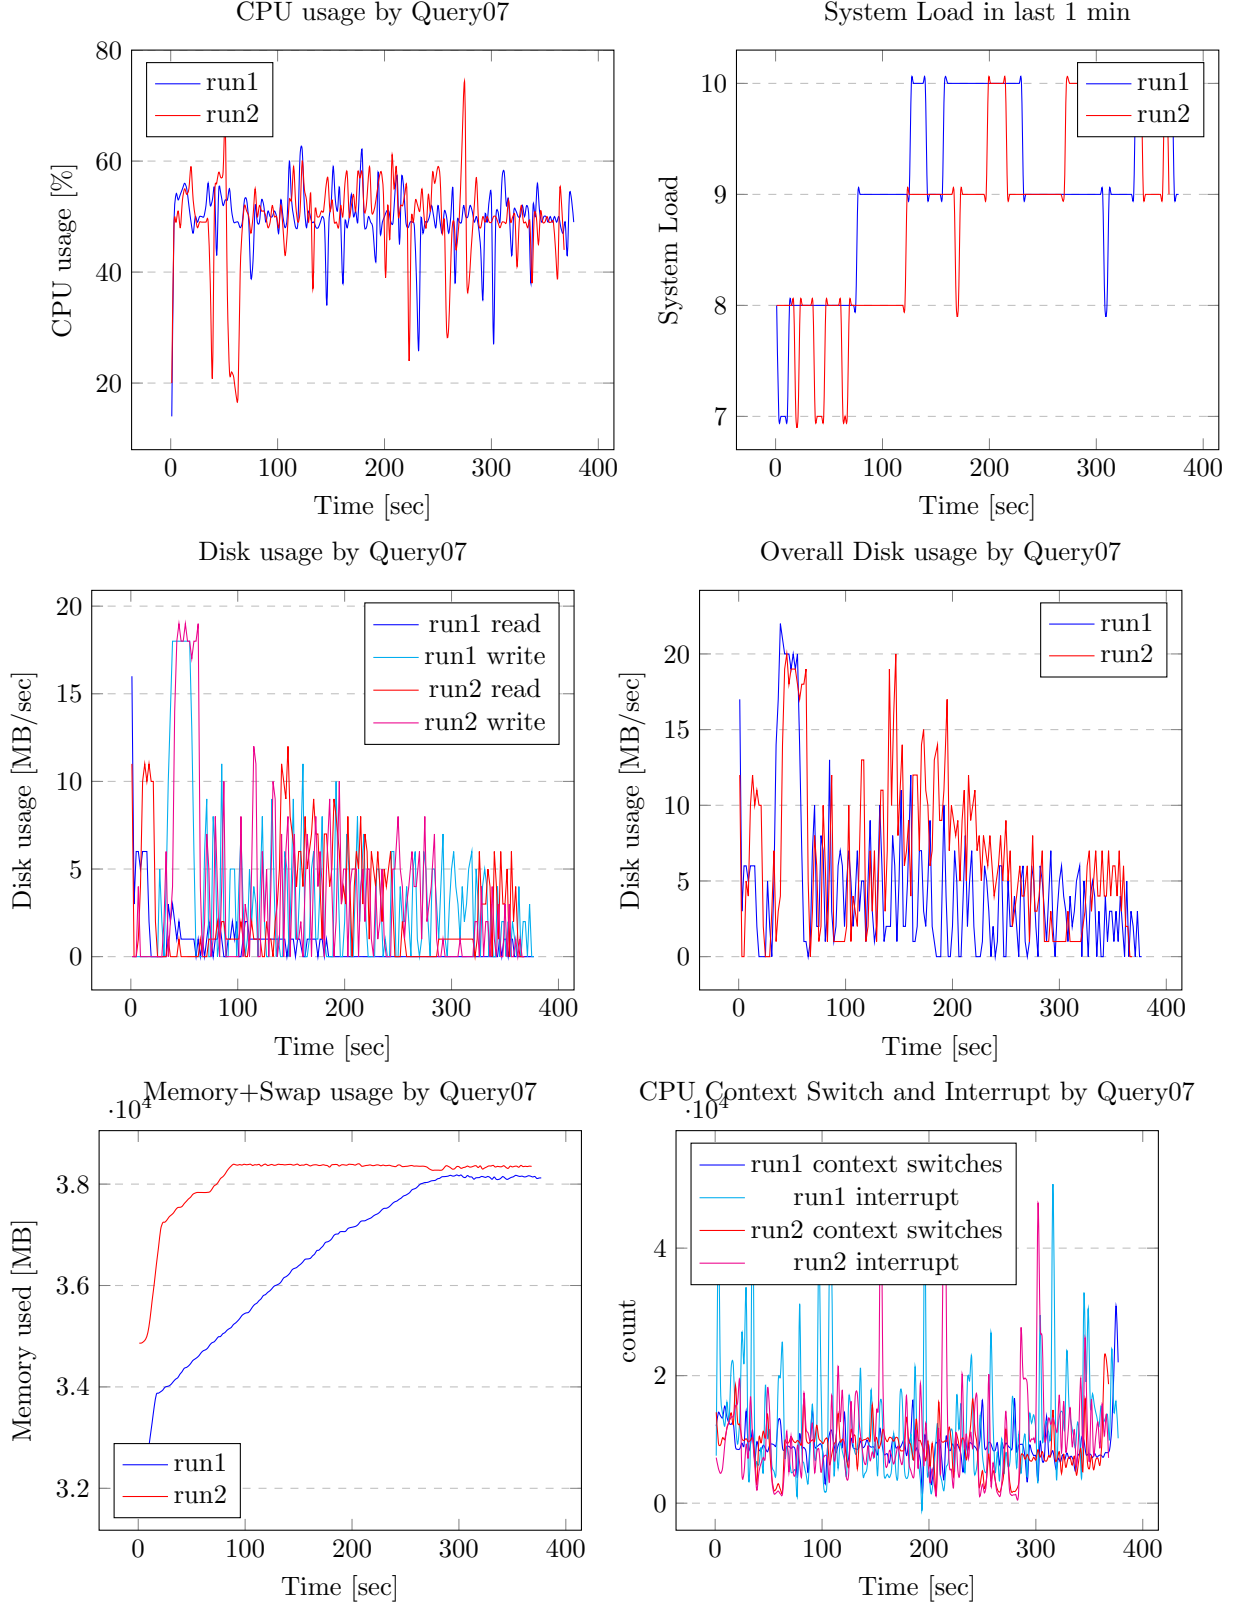 CPU usage by Query07
80
60
40
20
0
100
200
300
400
CPU usage [%]
Time [sec]
run1
run2
System Load in last 1 min
10
9
8
7
0
100
200
300
400
System Load
Time [sec]
run1
run2
Disk usage by Query07
20
15
10
5
0
0
100
200
300
400
Disk usage [MB/sec]
Time [sec]
run1 read
run1 write
run2 read
run2 write
Overall Disk usage by Query07
20
15
10
5
0
0
100
200
300
400
Disk usage [MB/sec]
Time [sec]
run1
run2
Memory+Swap usage by Query07
·10⁴
3.8
3.6
3.4
3.2
0
100
200
300
400
Memory used [MB]
Time [sec]
run1
run2
CPU Context Switch and Interrupt by Query07
·10⁴
4
2
0
0
100
200
300
400
count
Time [sec]
run1 context switches
run1 interrupt
run2 context switches
run2 interrupt